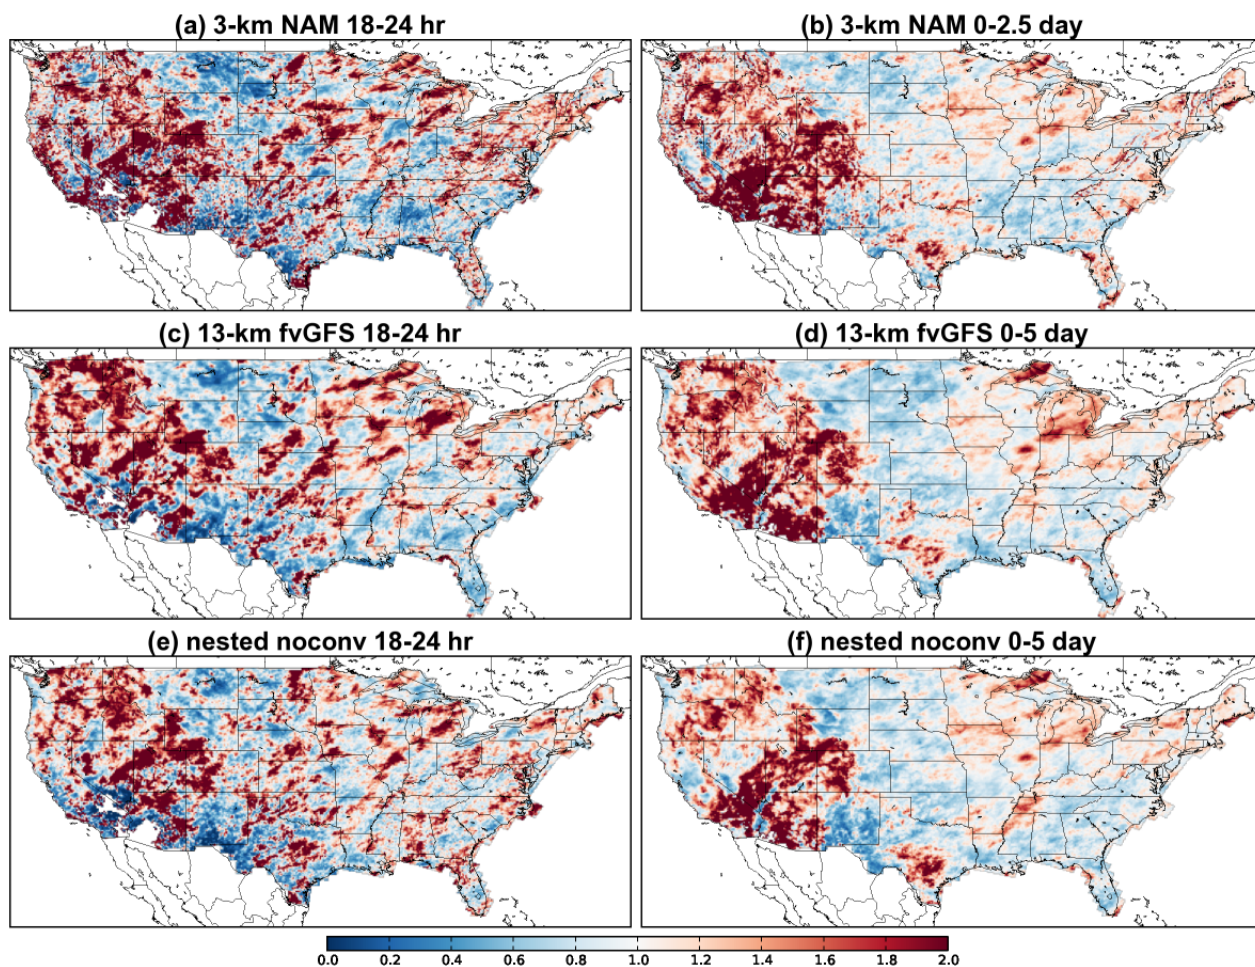 (a) 3-km NAM 18-24 hr
(b) 3-km NAM 0-2.5 day
(c) 13-km fvGFS 18-24 hr
(d) 13-km fvGFS 0-5 day
(e) nested noconv 18-24 hr
(f) nested noconv 0-5 day
0.0 0.2 0.4 0.6 0.8 1.0 1.2 1.4 1.6 1.8 2.0